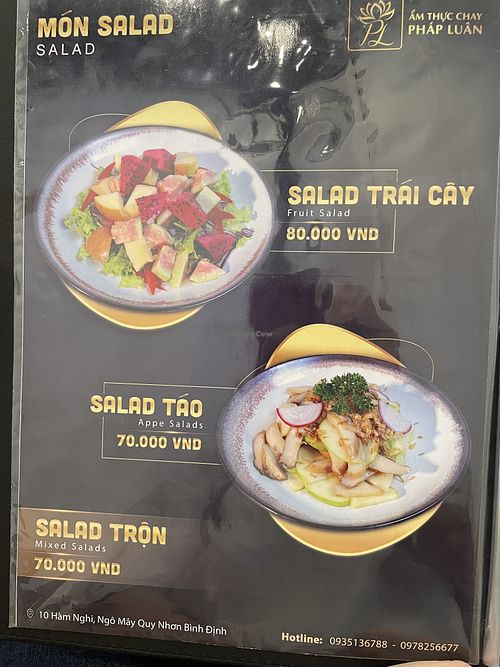 MÓN SALAD
SALAD
PL
ẨM THỰC CHAY
PHÁP LUÂN
SALAD TRÁI CÂY
Fruit Salad
80.000 VND
SALAD TÁO
Appe Salads
70.000 VND
SALAD TRỘN
Mixed Salads
70.000 VND
10 Hàm Nghi, Ngô Mây Quy Nhơn Bình Định
Hotline: 0935136788 - 0978256677